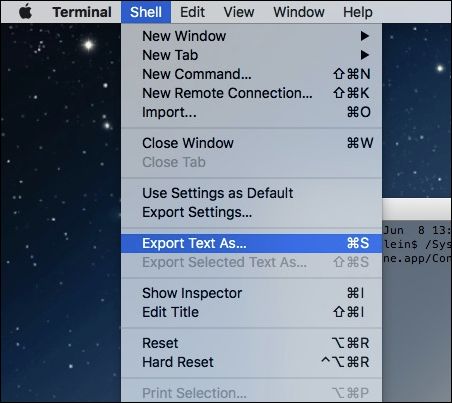 Terminal Shell Edit View Window Help
New Window ▶
New Tab ▶
New Command... ⇧⌘N
New Remote Connection... ⇧⌘K
Import... ⌘O
Close Window ⌘W
Close Tab
Use Settings as Default
Export Settings...
Jun 8 13:
Export Text As... ⌘S
lein$ /Sys
Export Selected Text As... ⇧⌘S
ne.app/Con
Show Inspector ⌘I
Edit Title ⇧⌘I
Reset ⌥⌘R
Hard Reset ^⌥⌘R
Print Selection... ⌥⌘P